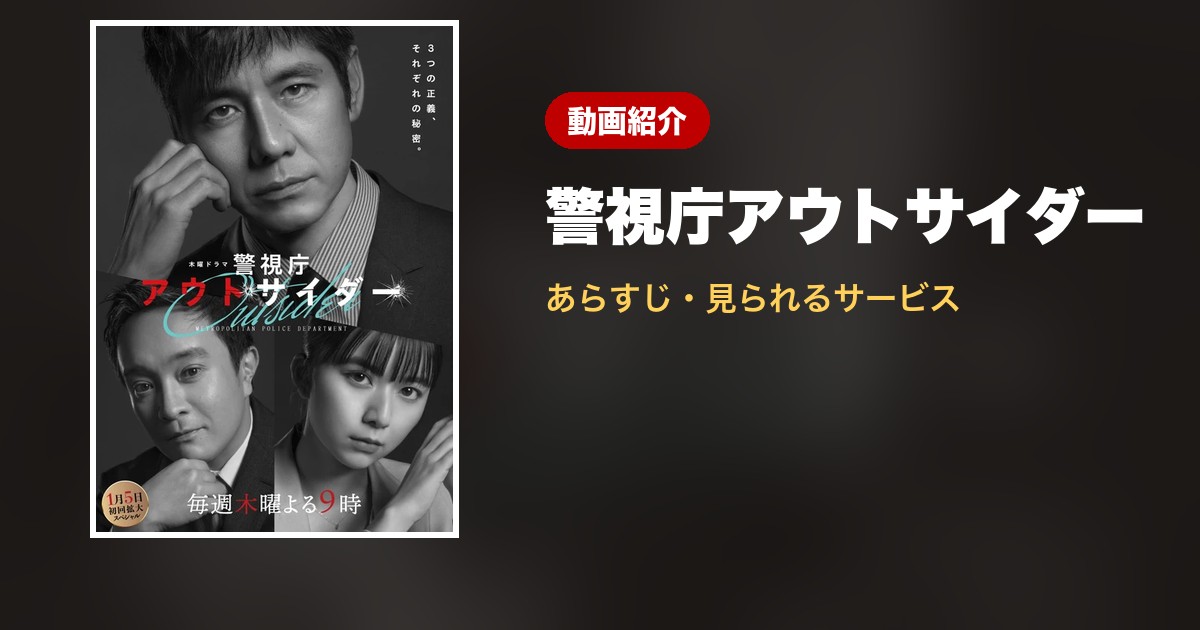 3つの正義、
それぞれの秘密。
木曜ドラマ 警視庁
アウトサイダー
Outsider
METROPOLITAN POLICE DEPARTMENT
1月5日
初回拡大
スペシャル
毎週木曜よる9時
動画紹介
警視庁アウトサイダー
あらすじ・見られるサービス